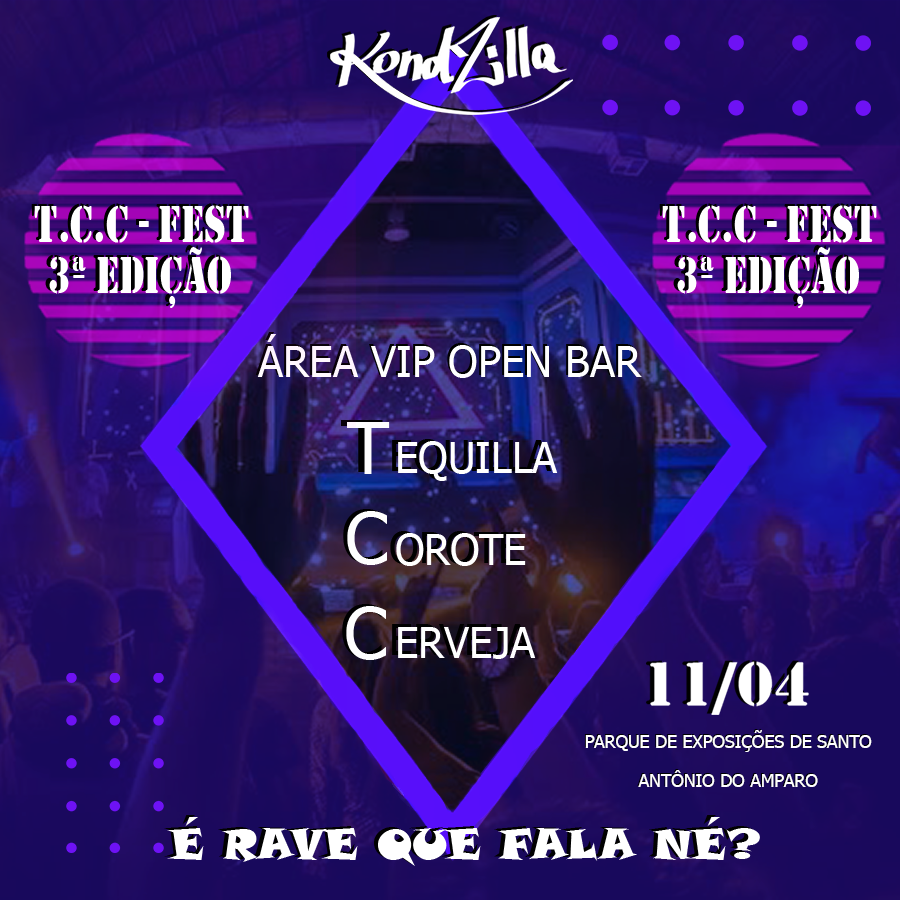 KondZilla
T.C.C - FEST
3ª EDIÇÃO
T.C.C - FEST
3ª EDIÇÃO
ÁREA VIP OPEN BAR
TEQUILLA
COROTE
CERVEJA
11/04
PARQUE DE EXPOSIÇÕES DE SANTO
ANTÔNIO DO AMPARO
É RAVE QUE FALA NÉ?